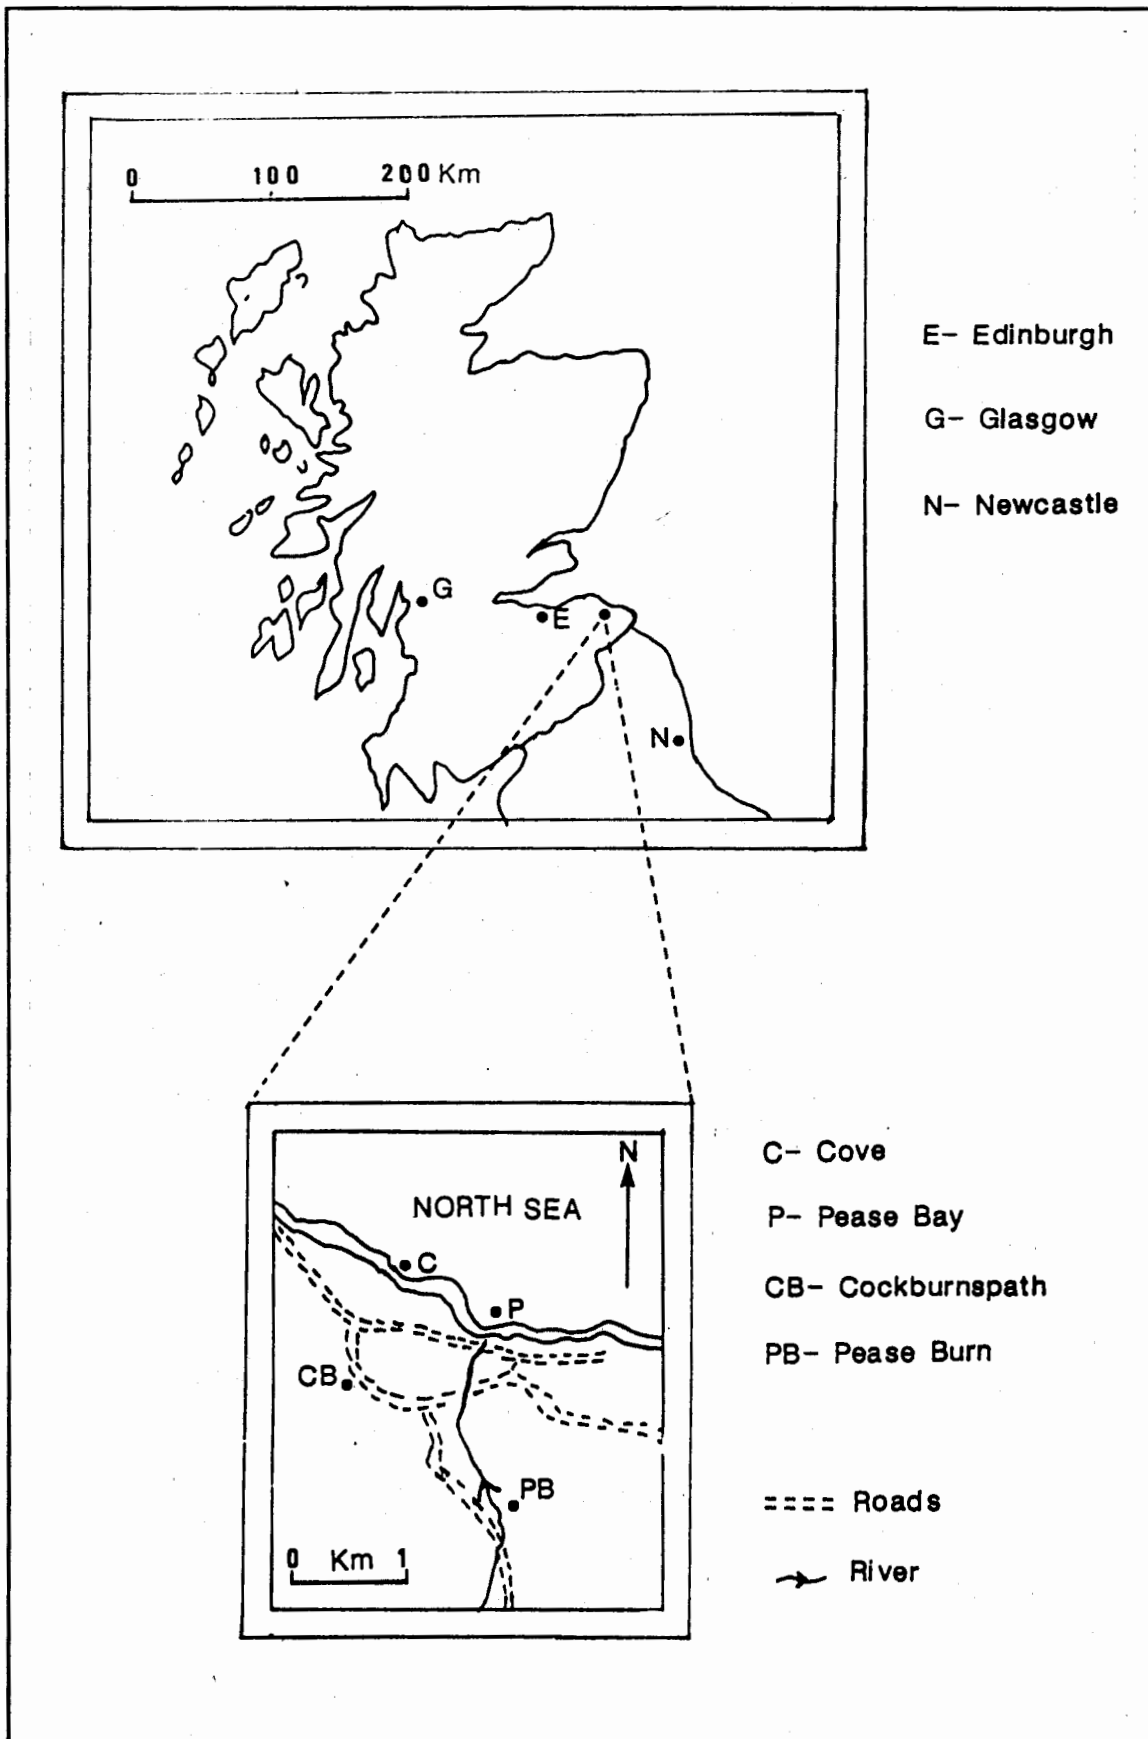 0 100 200 Km
E- Edinburgh
G- Glasgow
N- Newcastle
G
E
N
N
NORTH SEA
C
P
CB
PB
0 Km 1
C- Cove
P- Pease Bay
CB- Cockburnspath
PB- Pease Burn
Roads
River